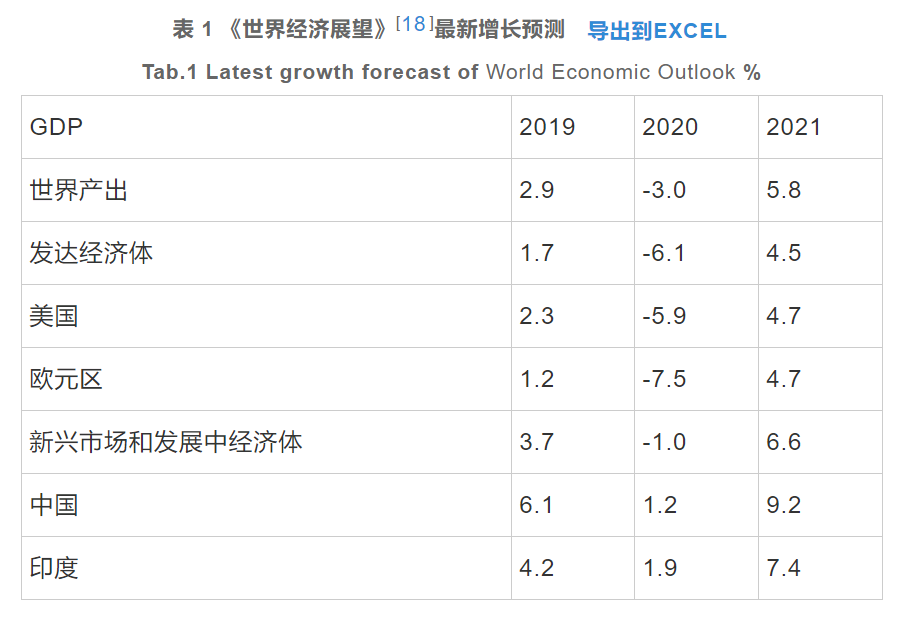 表 1 《世界经济展望》[18]最新增长预测 导出到EXCEL
Tab.1 Latest growth forecast of World Economic Outlook %
GDP 2019 2020 2021
世界产出 2.9 -3.0 5.8
发达经济体 1.7 -6.1 4.5
美国 2.3 -5.9 4.7
欧元区 1.2 -7.5 4.7
新兴市场和发展中经济体 3.7 -1.0 6.6
中国 6.1 1.2 9.2
印度 4.2 1.9 7.4